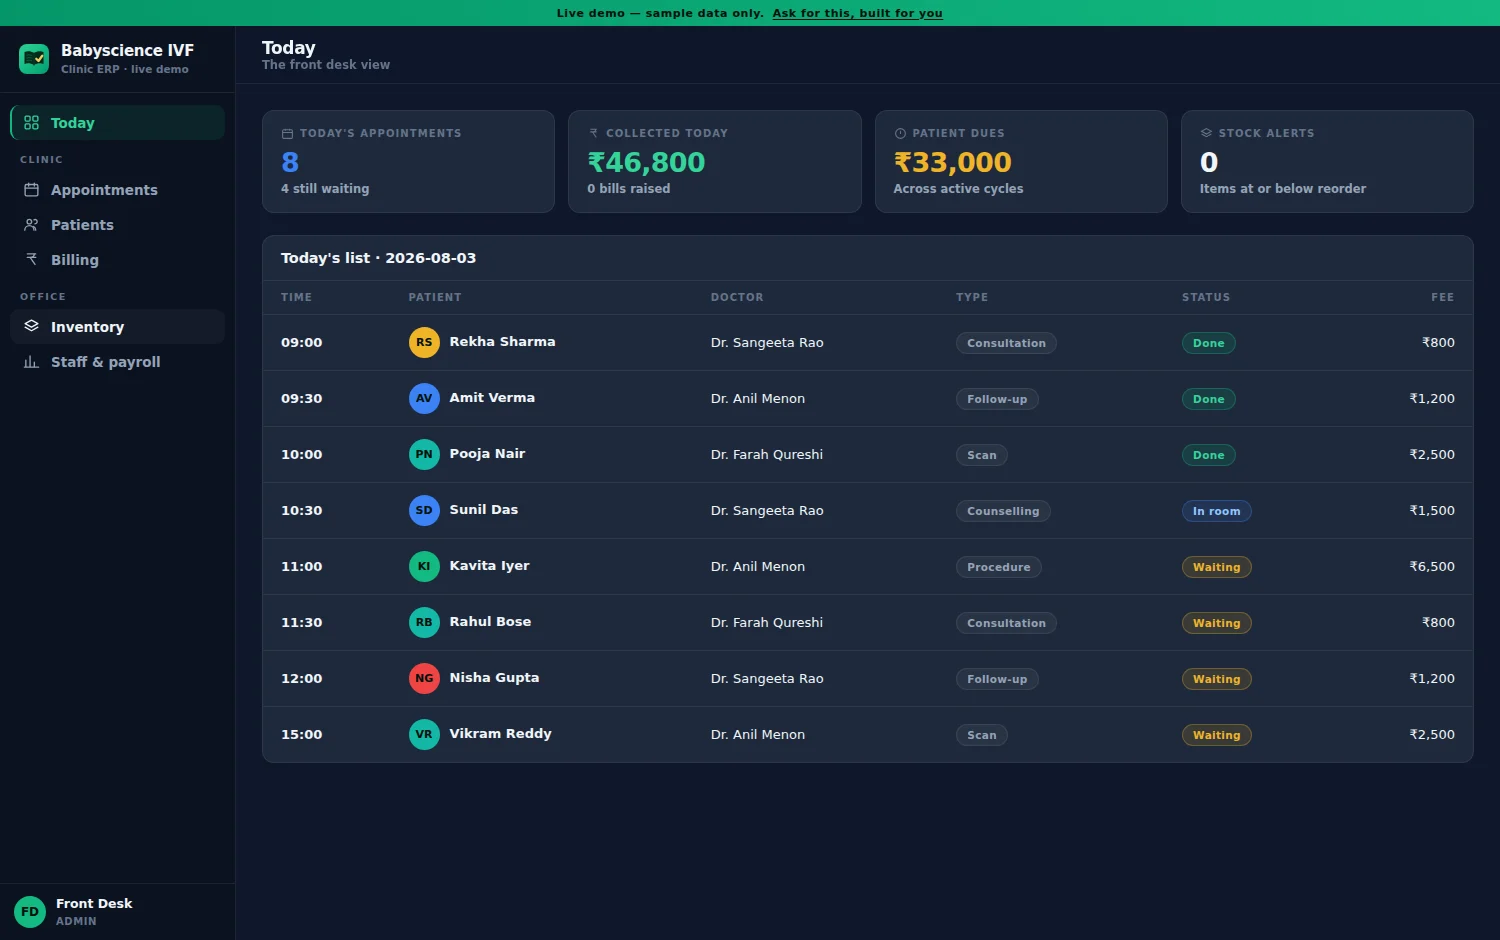 Live demo — sample data only. Ask for this, built for you
Babyscience IVF
Clinic ERP · live demo
Today
CLINIC
Appointments
Patients
Billing
OFFICE
Inventory
Staff & payroll
FD
Front Desk
ADMIN
Today
The front desk view
TODAY'S APPOINTMENTS
8
4 still waiting
COLLECTED TODAY
₹46,800
0 bills raised
PATIENT DUES
₹33,000
Across active cycles
STOCK ALERTS
0
Items at or below reorder
Today's list · 2026-08-03
TIME PATIENT DOCTOR TYPE STATUS FEE
09:00 RS Rekha Sharma Dr. Sangeeta Rao Consultation Done ₹800
09:30 AV Amit Verma Dr. Anil Menon Follow-up Done ₹1,200
10:00 PN Pooja Nair Dr. Farah Qureshi Scan Done ₹2,500
10:30 SD Sunil Das Dr. Sangeeta Rao Counselling In room ₹1,500
11:00 KI Kavita Iyer Dr. Anil Menon Procedure Waiting ₹6,500
11:30 RB Rahul Bose Dr. Farah Qureshi Consultation Waiting ₹800
12:00 NG Nisha Gupta Dr. Sangeeta Rao Follow-up Waiting ₹1,200
15:00 VR Vikram Reddy Dr. Anil Menon Scan Waiting ₹2,500